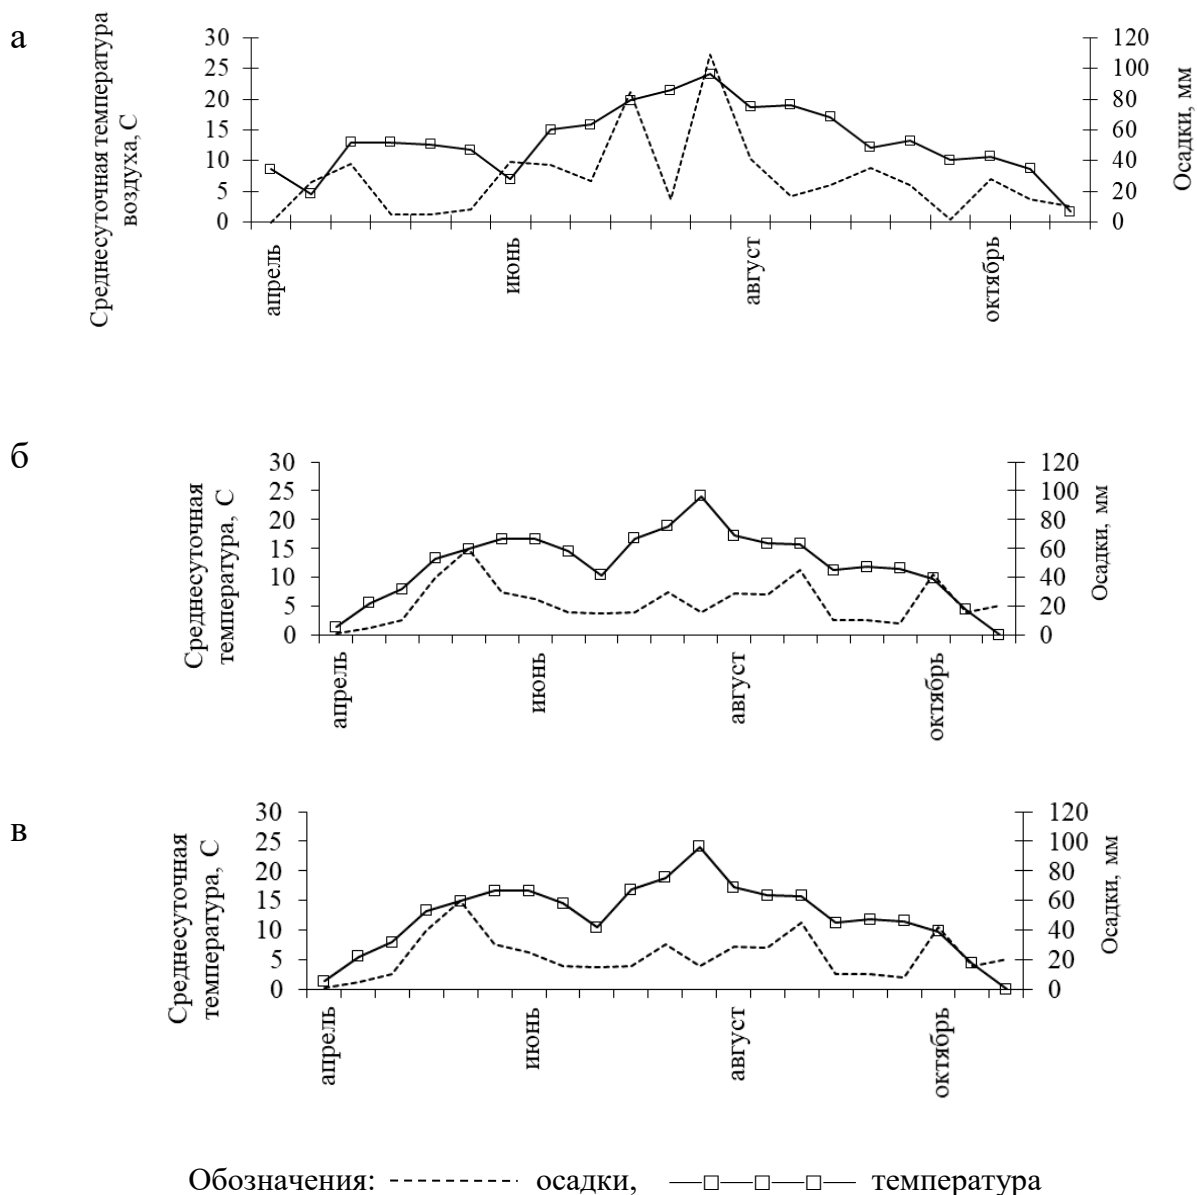 а
Среднесуточная температура
воздуха, С
30
25
20
15
10
5
0
120
100
80
60
40
20
0
Осадки, мм
апрель
июнь
август
октябрь
б
Среднесуточная
температура, С
30
25
20
15
10
5
0
120
100
80
60
40
20
0
Осадки, мм
апрель
июнь
август
октябрь
в
Среднесуточная
температура, С
30
25
20
15
10
5
0
120
100
80
60
40
20
0
Осадки, мм
апрель
июнь
август
октябрь
Обозначения: осадки, температура